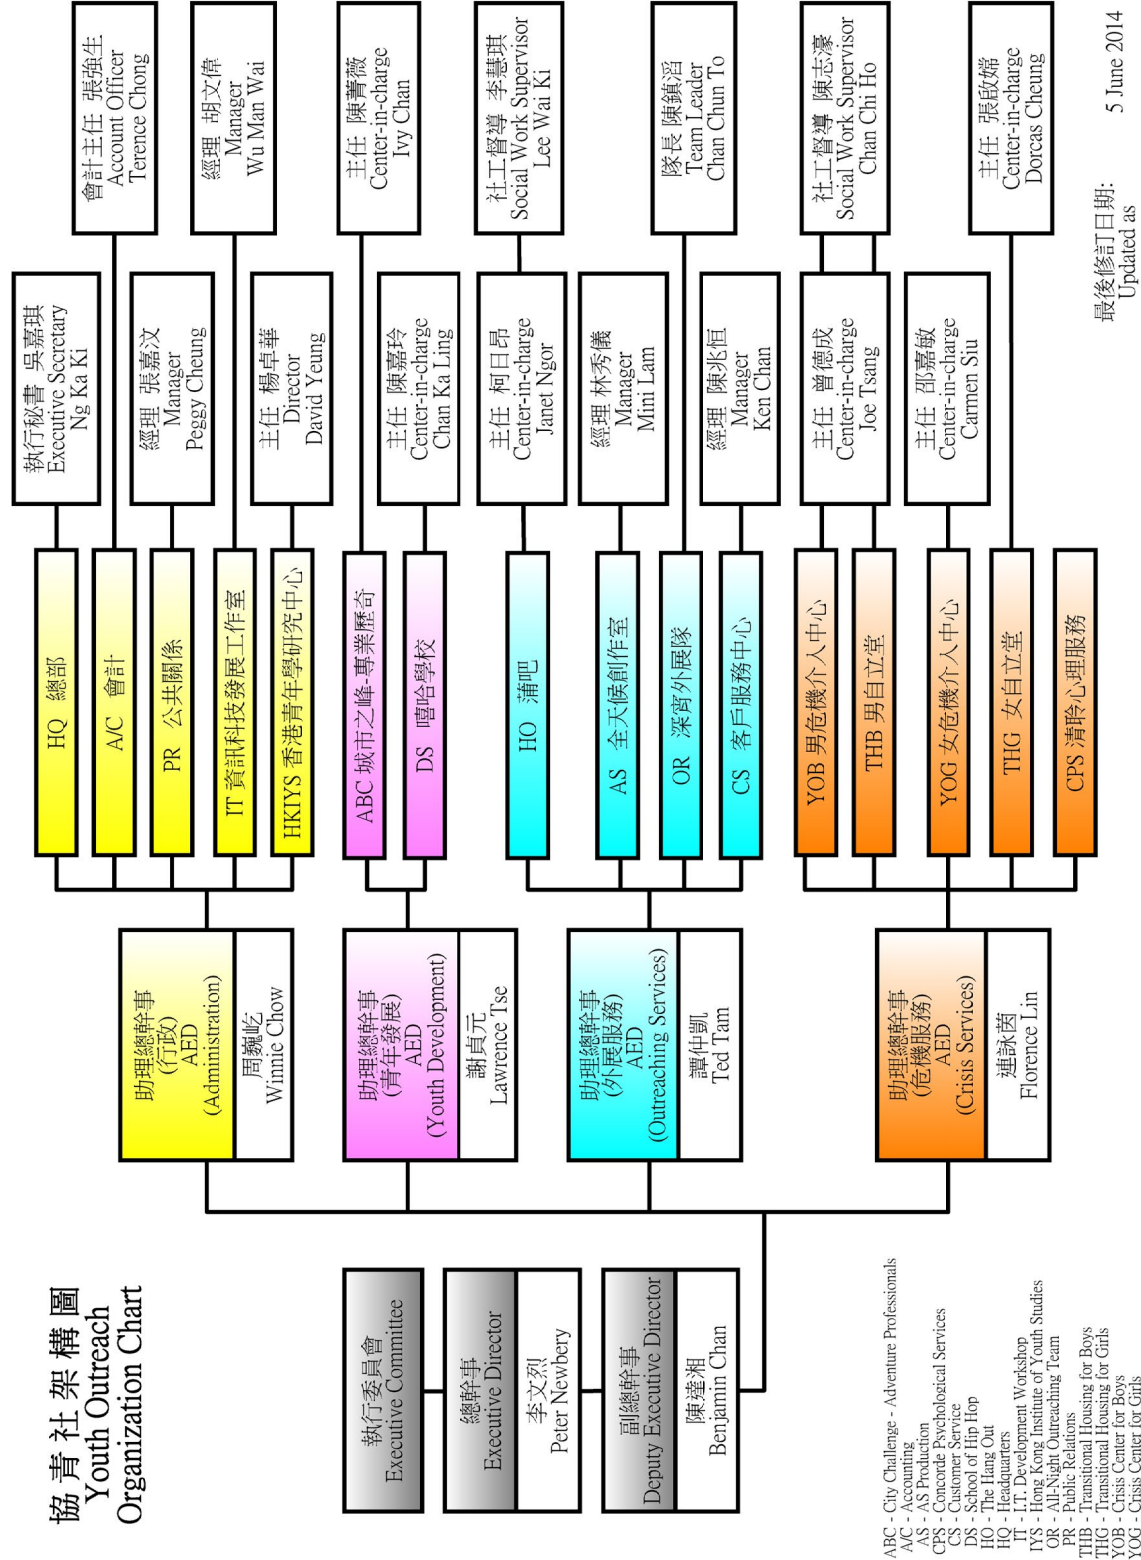 協青社架構圖
Youth Outreach
Organization Chart
執行委員會
Executive Committee
總幹事
Executive Director
李文烈
Peter Newbery
副總幹事
Deputy Executive Director
陳達湘
Benjamin Chan
助理總幹事
(行政)
AED
(Administration)
周巍屹
Winnie Chow
助理總幹事
(青年發展)
AED
(Youth Development)
謝貞元
Lawrence Tse
助理總幹事
(外展服務)
AED
(Outreaching Services)
譚仲凱
Ted Tam
助理總幹事
(危機服務)
AED
(Crisis Services)
連詠茵
Florence Lin
HQ 總部
A/C 會計
PR 公共關係
IT 資訊科技發展工作室
HKIYS 香港青年學研究中心
ABC 城市之峰-專業歷奇
DS 嘻哈學校
HO 蒲吧
AS 全天候創作室
OR 深宵外展隊
CS 客戶服務中心
YOB 男危機介入中心
THB 男自立堂
YOG 女危機介入中心
THG 女自立堂
CPS 清聆心理服務
執行秘書 吳嘉琪
Executive Secretary
Ng Ka Ki
經理 張嘉汶
Manager
Peggy Cheung
主任 楊卓華
Director
David Yeung
主任 陳嘉玲
Center-in-charge
Chan Ka Ling
主任 柯日昂
Center-in-charge
Janet Ngor
經理 林秀儀
Manager
Mini Lam
經理 陳兆恒
Manager
Ken Chan
主任 曾德成
Center-in-charge
Joe Tsang
主任 邵嘉敏
Center-in-charge
Carmen Siu
會計主任 張強生
Account Officer
Terence Chong
經理 胡文偉
Manager
Wu Man Wai
主任 陳菁薇
Center-in-charge
Ivy Chan
社工督導 李慧琪
Social Work Supervisor
Lee Wai Ki
隊長 陳鎮滔
Team Leader
Chan Chun To
社工督導 陳志濠
Social Work Supervisor
Chan Chi Ho
主任 張啟嫦
Center-in-charge
Dorcas Cheung
ABC - City Challenge - Adventure Professionals
A/C - Accounting
AS - AS Production
CPS - Concorde Psychological Services
CS - Customer Service
DS - School of Hip Hop
HO - The Hang Out
HQ - Headquarters
IT - I.T. Development Workshop
IYS - Hong Kong Institute of Youth Studies
OR - All-Night Outreaching Team
PR - Public Relations
THB - Transitional Housing for Boys
THG - Transitional Housing for Girls
YOB - Crisis Center for Boys
YOG - Crisis Center for Girls
最後修訂日期:
Updated as 5 June 2014